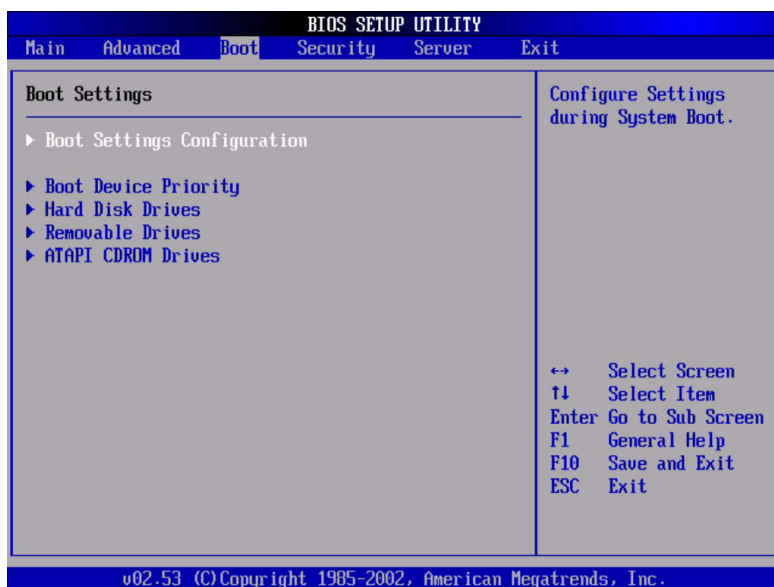 BIOS SETUP UTILITY
Main Advanced Boot Security Server Exit
Boot Settings
Boot Settings Configuration
Boot Device Priority
Hard Disk Drives
Removable Drives
ATAPI CDROM Drives
Configure Settings
during System Boot.
↔ Select Screen
↑↓ Select Item
Enter Go to Sub Screen
F1 General Help
F10 Save and Exit
ESC Exit
v02.53 (C)Copyright 1985-2002, American Megatrends, Inc.